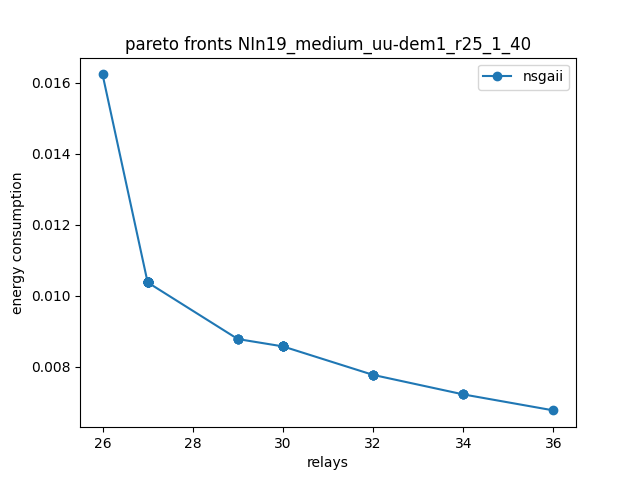 pareto fronts NIn19_medium_uu-dem1_r25_1_40
nsgaii
energy consumption
0.016
0.014
0.012
0.010
0.008
26 28 30 32 34 36
relays